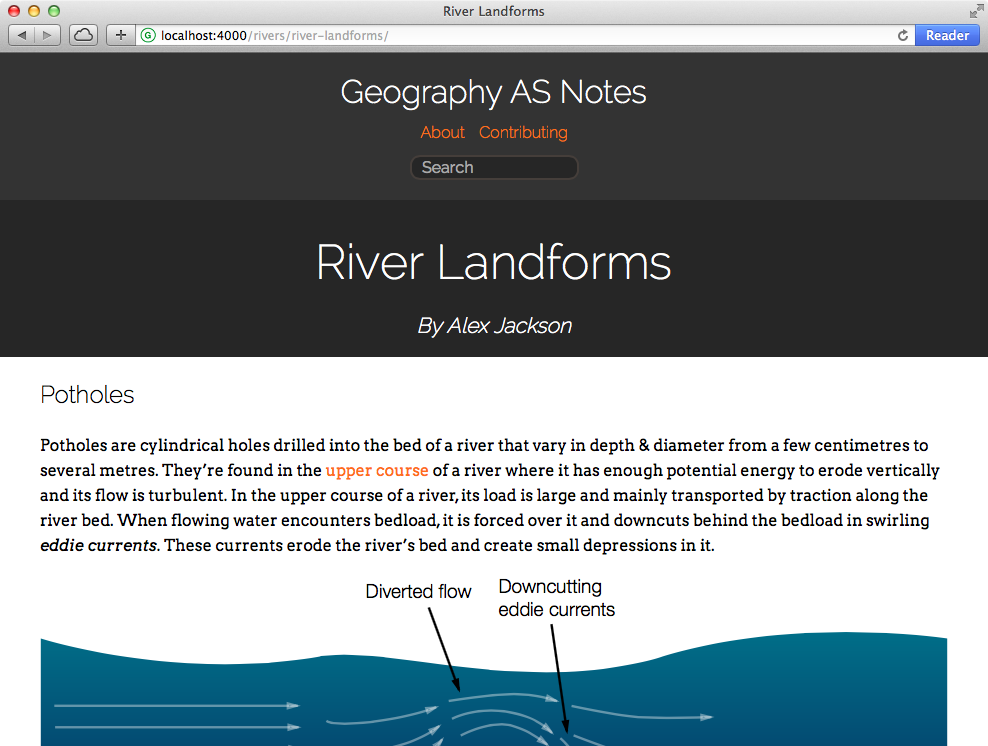 River Landforms
localhost:4000/rivers/river-landforms/
Reader
Geography AS Notes
About Contributing
Search
River Landforms
By Alex Jackson
Potholes
Potholes are cylindrical holes drilled into the bed of a river that vary in depth & diameter from a few centimetres to
several metres. They're found in the upper course of a river where it has enough potential energy to erode vertically
and its flow is turbulent. In the upper course of a river, its load is large and mainly transported by traction along the
river bed. When flowing water encounters bedload, it is forced over it and downcuts behind the bedload in swirling
eddie currents. These currents erode the river's bed and create small depressions in it.
Diverted flow
Downcutting
eddie currents